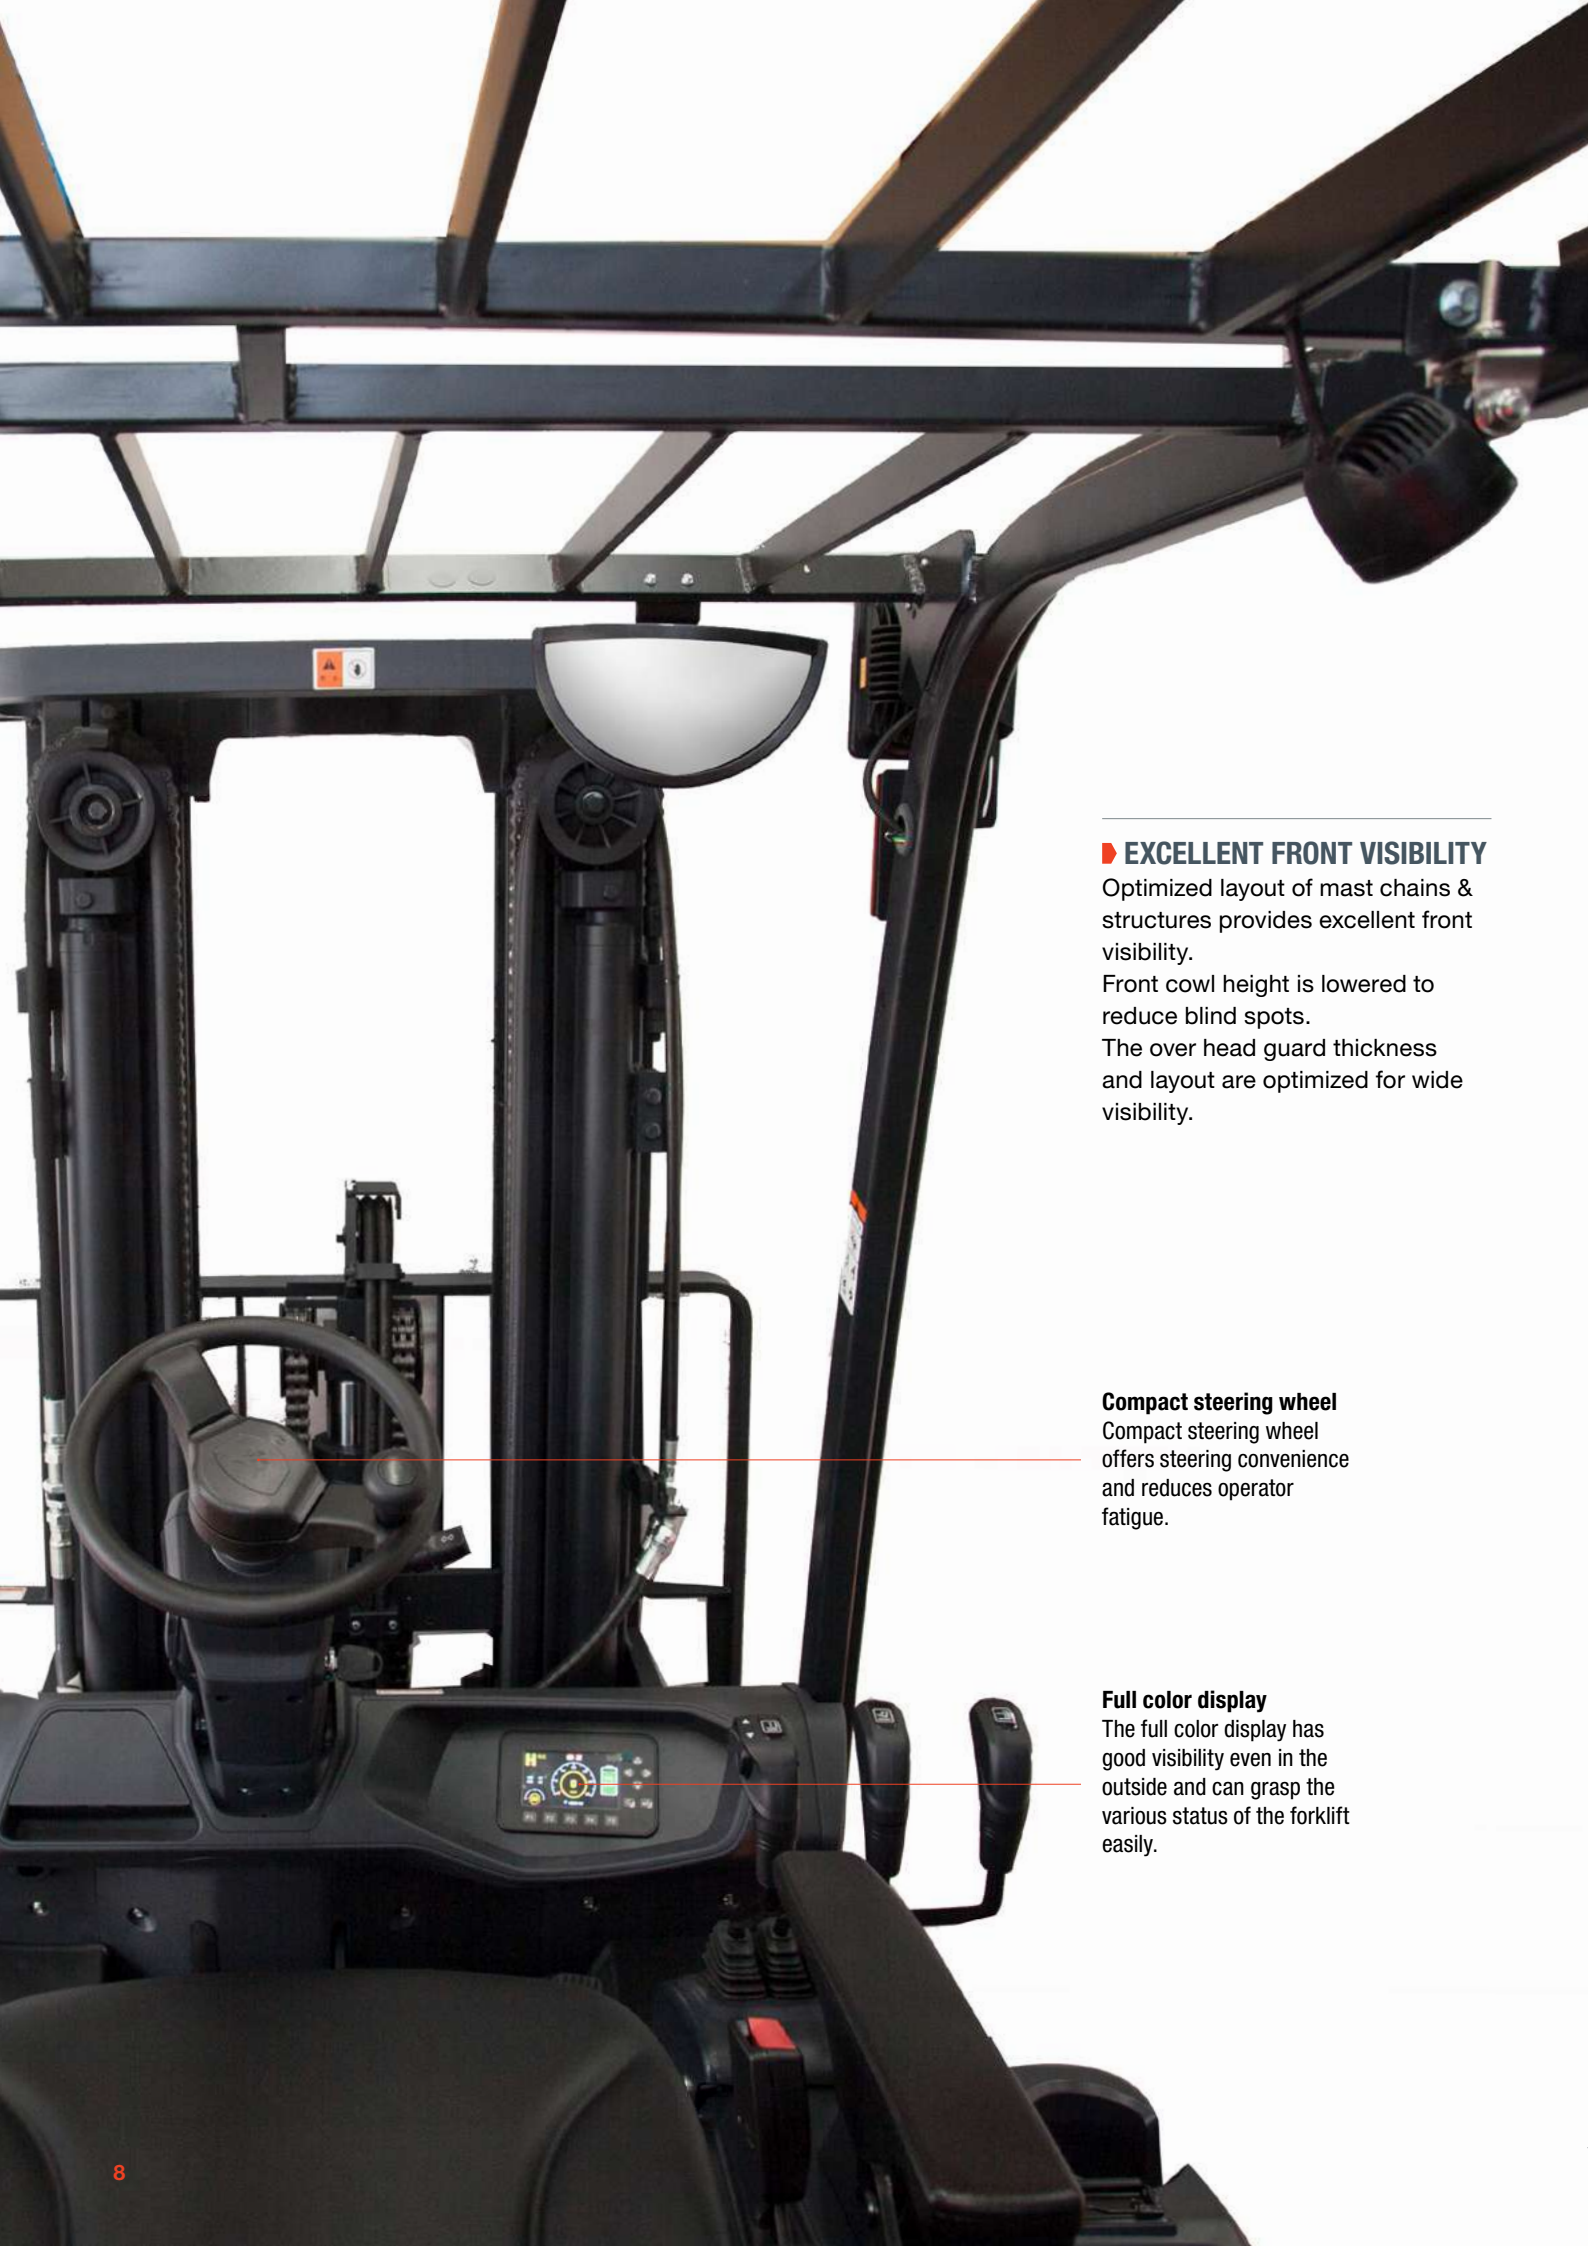 EXCELLENT FRONT VISIBILITY
Optimized layout of mast chains &
structures provides excellent front
visibility.
Front cowl height is lowered to
reduce blind spots.
The over head guard thickness
and layout are optimized for wide
visibility.
Compact steering wheel
Compact steering wheel
offers steering convenience
and reduces operator
fatigue.
Full color display
The full color display has
good visibility even in the
outside and can grasp the
various status of the forklift
easily.
8